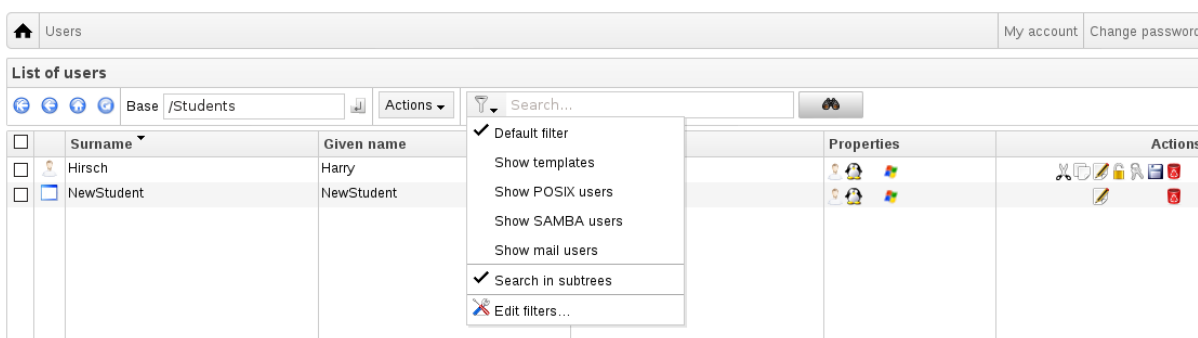 Users My account Change password
List of users
Base /Students Actions Search...
Surname Given name Properties Actions
Hirsch Harry
NewStudent NewStudent
Default filter
Show templates
Show POSIX users
Show SAMBA users
Show mail users
Search in subtrees
Edit filters...